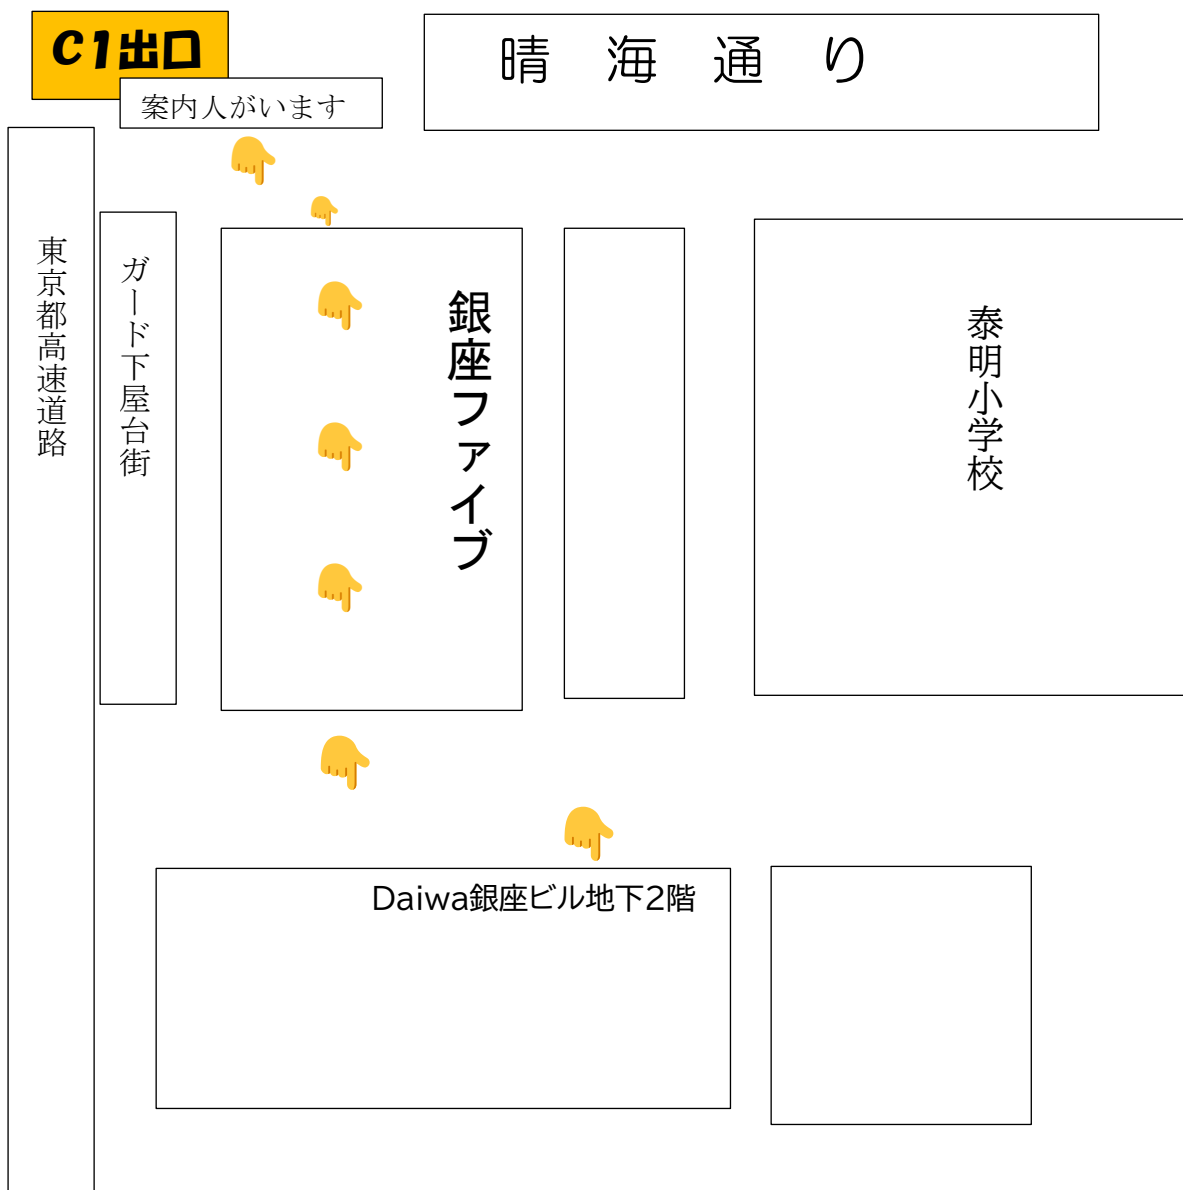 C1出口
晴海通り
案内人がいます
東京都高速道路
ガード下屋台街
銀座ファイブ
泰明小学校
Daiwa銀座ビル地下2階